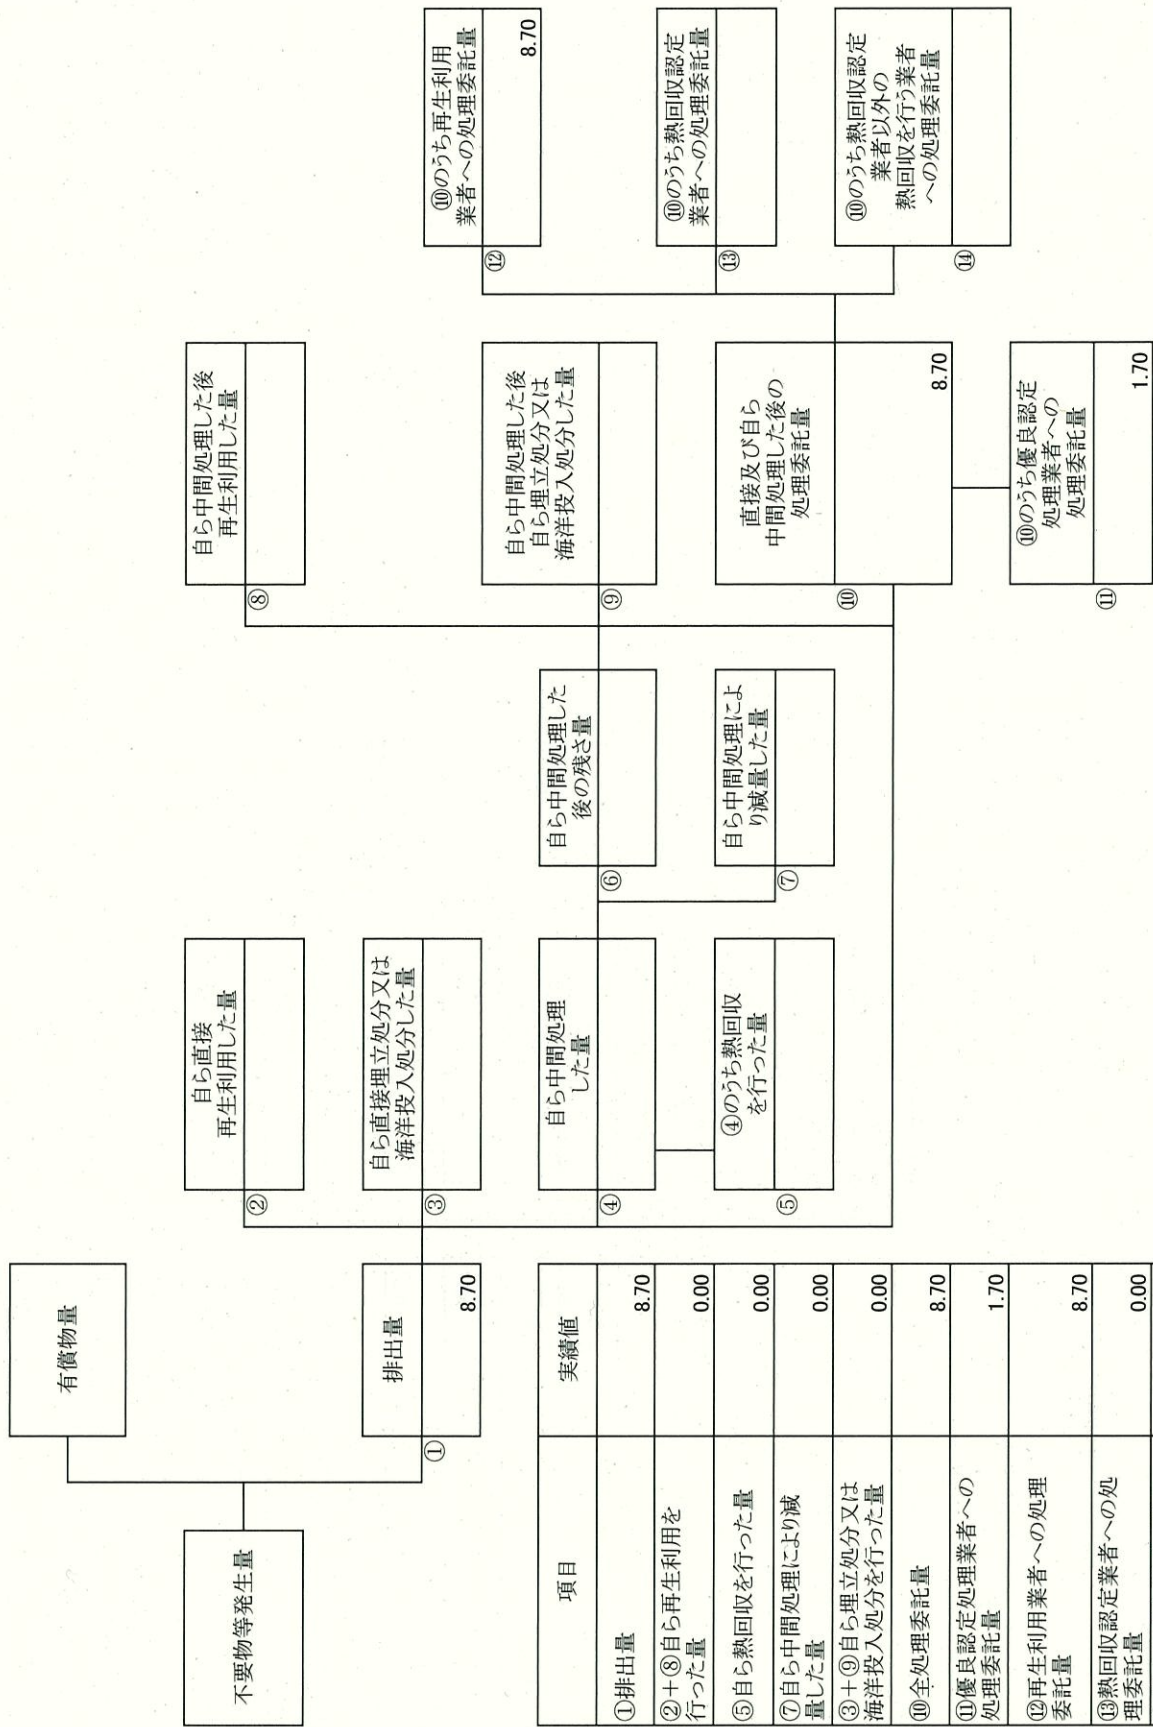 有償物量
不要物等発生量
排出量
①
8.70
自ら直接
再生利用した量
②
自ら直接埋立処分又は
海洋投入処分した量
③
自ら中間処理
した量
④
④のうち熱回収
を行った量
⑤
自ら中間処理した
後の残さ量
⑥
自ら中間処理によ
り減量した量
⑦
自ら中間処理した後
再生利用した量
⑧
自ら中間処理した後
自ら埋立処分又は
海洋投入処分した量
⑨
直接及び自ら
中間処理した後の
処理委託量
⑩
8.70
⑩のうち優良認定
処理業者への
処理委託量
⑪
1.70
⑩のうち再生利用
業者への処理委託量
⑫
8.70
⑩のうち熱回収認定
業者への処理委託量
⑬
⑩のうち熱回収認定
業者以外の
熱回収を行う業者
への処理委託量
⑭
項目 実績値
①排出量 8.70
②+⑧自ら再生利用を
行った量 0.00
⑤自ら熱回収を行った量 0.00
⑦自ら中間処理により減
量した量 0.00
③+⑨自ら埋立処分又は
海洋投入処分を行った量 0.00
⑩全処理委託量 8.70
⑪優良認定処理業者への
処理委託量 1.70
⑫再生利用業者への処理
委託量 8.70
⑬熱回収認定業者への処
理委託量 0.00